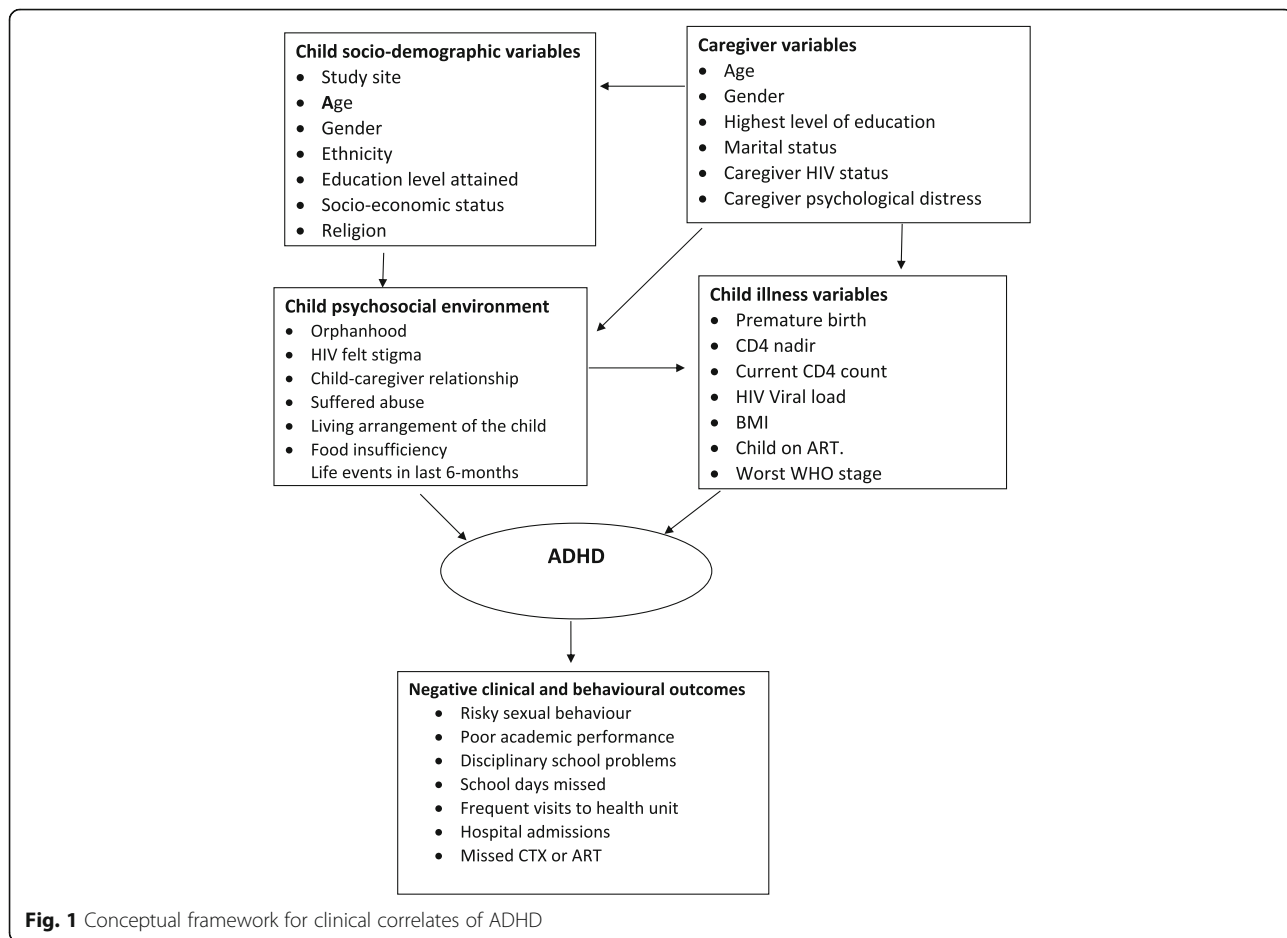 Child socio-demographic variables
• Study site
• Age
• Gender
• Ethnicity
• Education level attained
• Socio-economic status
• Religion
Caregiver variables
• Age
• Gender
• Highest level of education
• Marital status
• Caregiver HIV status
• Caregiver psychological distress
Child psychosocial environment
• Orphanhood
• HIV felt stigma
• Child-caregiver relationship
• Suffered abuse
• Living arrangement of the child
• Food insufficiency
Life events in last 6-months
Child illness variables
• Premature birth
• CD4 nadir
• Current CD4 count
• HIV Viral load
• BMI
• Child on ART.
• Worst WHO stage
ADHD
Negative clinical and behavioural outcomes
• Risky sexual behaviour
• Poor academic performance
• Disciplinary school problems
• School days missed
• Frequent visits to health unit
• Hospital admissions
• Missed CTX or ART
Fig. 1 Conceptual framework for clinical correlates of ADHD